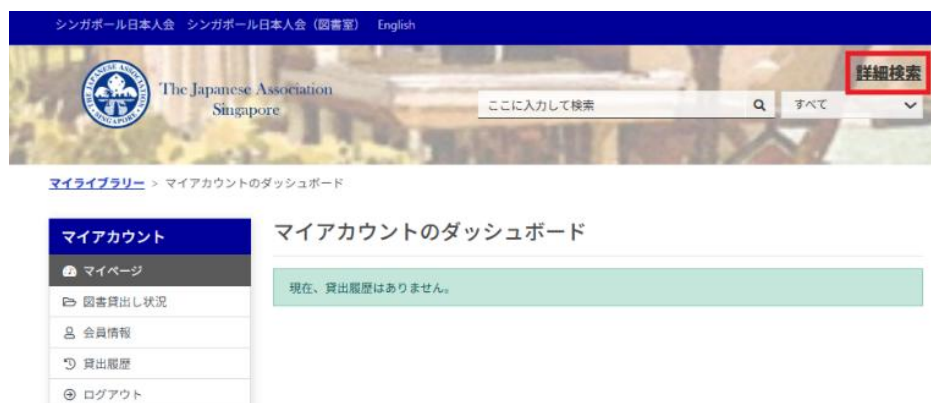 シンガポール日本人会 シンガポール日本人会（図書室） English
THE JAPANESE ASSOCIATION • SINGAPORE •
The Japanese Association
Singapore
詳細検索
ここに入力して検索 すべて
マイライブラリー > マイアカウントのダッシュボード
マイアカウント
マイページ
図書貸出し状況
会員情報
貸出履歴
ログアウト
マイアカウントのダッシュボード
現在、貸出履歴はありません。